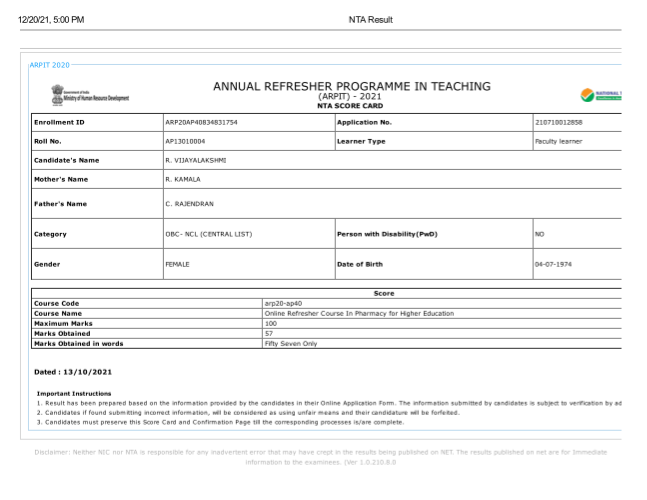 12/20/21, 5:00 PM NTA Result
ARPIT 2020
Government of India
Ministry of Human Resource Development
ANNUAL REFRESHER PROGRAMME IN TEACHING
(ARPIT) - 2021
NTA SCORE CARD
NATIONAL
Enrollment ID ARP20AP40834831754 Application No. 210710012858
Roll No. AP13010004 Learner Type Faculty learner
Candidate's Name R. VIJAYALAKSHMI
Mother's Name R. KAMALA
Father's Name C. RAJENDRAN
Category OBC- NCL (CENTRAL LIST) Person with Disability(PwD) NO
Gender FEMALE Date of Birth 04-07-1974
Score
Course Code arp20-ap40
Course Name Online Refresher Course In Pharmacy for Higher Education
Maximum Marks 100
Marks Obtained 57
Marks Obtained in words Fifty Seven Only
Dated : 13/10/2021
Important Instructions
1. Result has been prepared based on the information provided by the candidates in their Online Application Form. The information submitted by candidates is subject to verification by ad
2. Candidates if found submitting incorrect information, will be considered as using unfair means and their candidature will be forfeited.
3. Candidates must preserve this Score Card and Confirmation Page till the corresponding processes is/are complete.
Disclaimer: Neither NIC nor NTA is responsible for any inadvertent error that may have crept in the results being published on NET. The results published on net are for Immediate
information to the examinees. (Ver 1.0.210.8.0